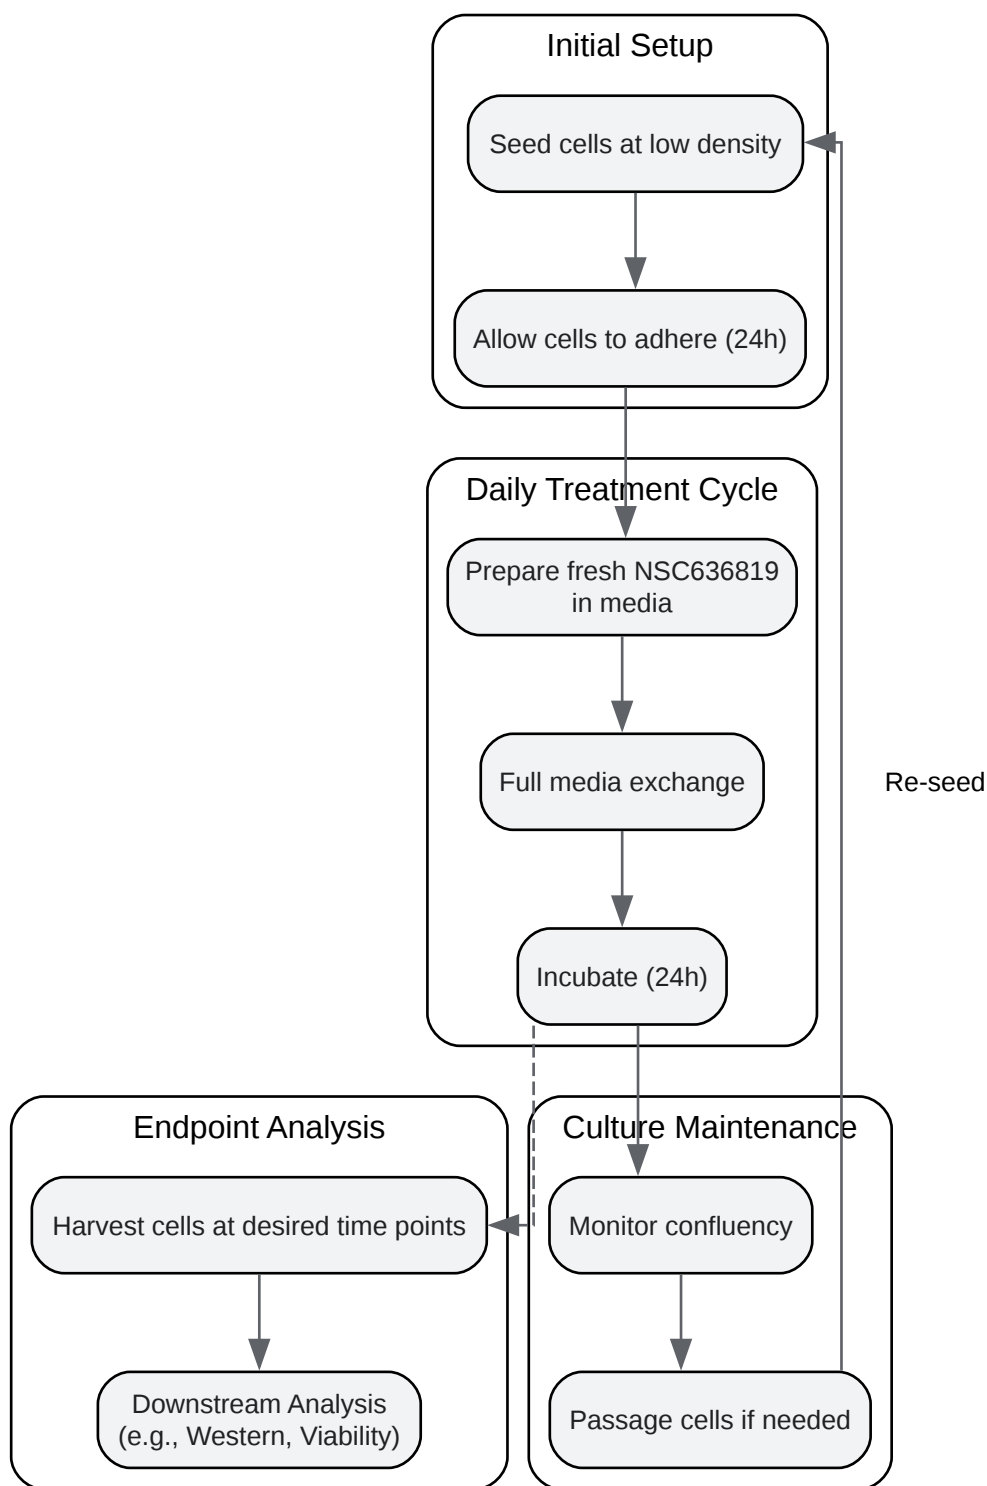 Initial Setup
Seed cells at low density
Allow cells to adhere (24h)
Daily Treatment Cycle
Prepare fresh NSC636819
in media
Full media exchange
Re-seed
Incubate (24h)
Endpoint Analysis
Harvest cells at desired time points
Downstream Analysis
(e.g., Western, Viability)
Culture Maintenance
Monitor confluency
Passage cells if needed